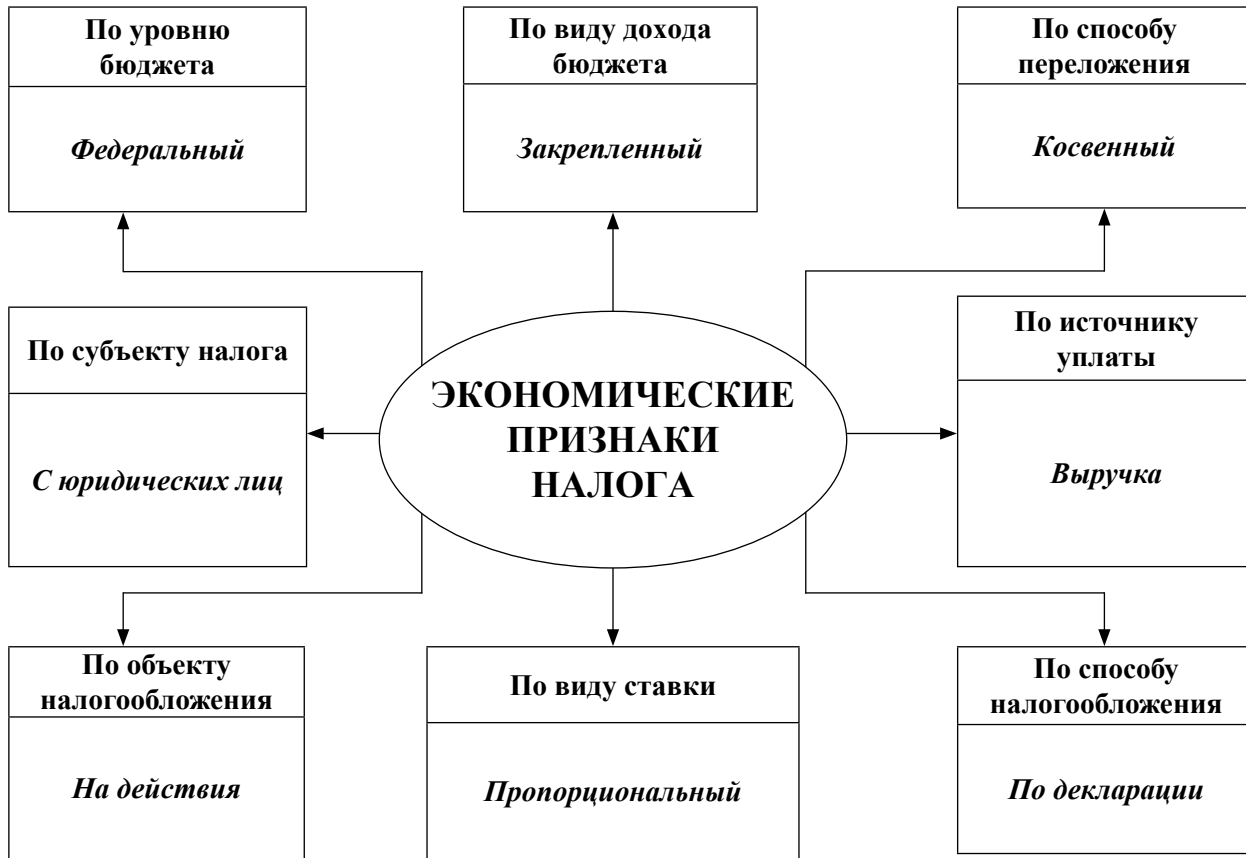 По уровню
бюджета
Федеральный
По виду дохода
бюджета
Закрепленный
По способу
переложения
Косвенный
По субъекту налога
С юридических лиц
ЭКОНОМИЧЕСКИЕ
ПРИЗНАКИ
НАЛОГА
По источнику
уплаты
Выручка
По объекту
налогообложения
На действия
По виду ставки
Пропорциональный
По способу
налогообложения
По декларации